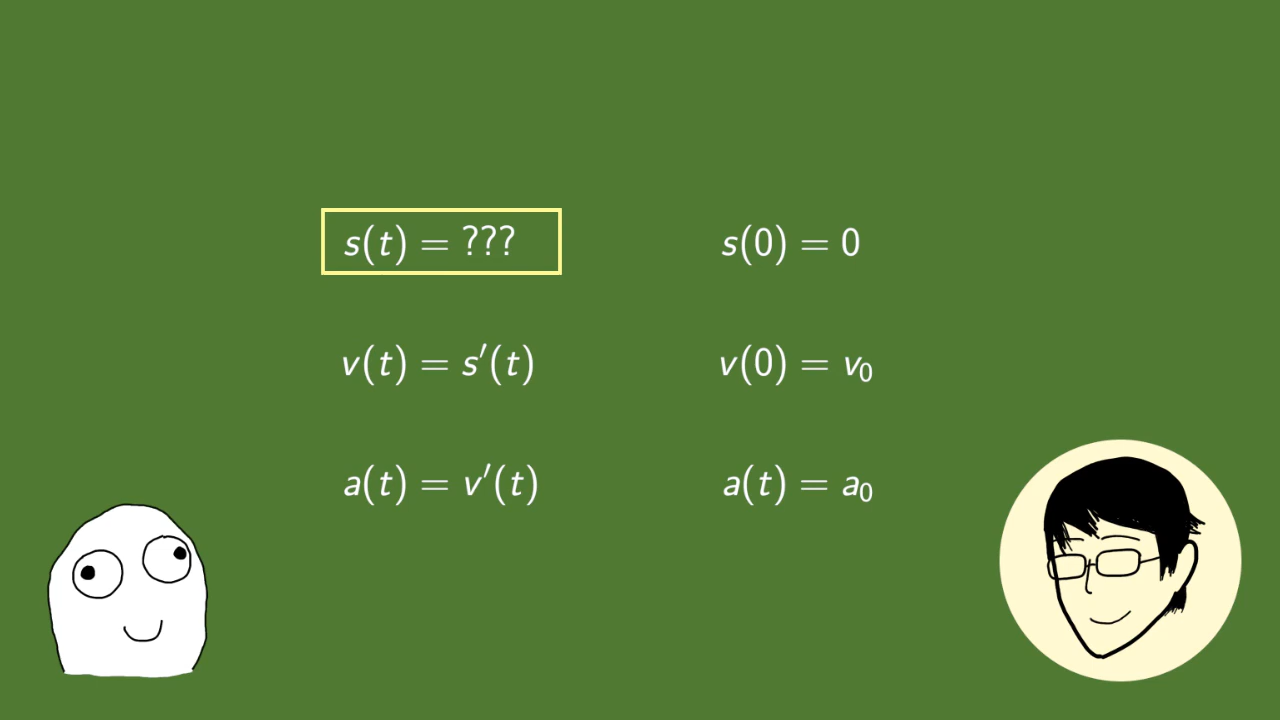 s(t) = ??? s(0) = 0
v(t) = s′(t) v(0) = v₀
a(t) = v′(t) a(t) = a₀